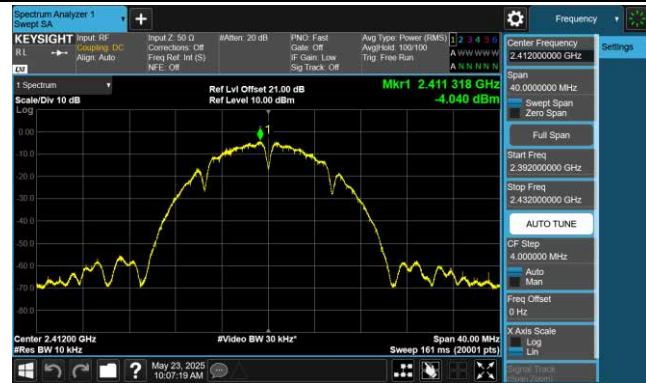 Spectrum Analyzer 1
Swept SA
Frequency
KEYSIGHT
RL
LXI
Input: RF
Coupling: DC
Align: Auto
Input Z: 50 Ω
Corrections: Off
Freq Ref: Int (S)
NFE: Off
#Atten: 20 dB
PNO: Fast
Gate: Off
IF Gain: Low
Sig Track: Off
Avg Type: Power (RMS)
Avg|Hold: 100/100
Trig: Free Run
1 2 3 4 5 6
A W W W W W
A N N N N N
1 Spectrum
Scale/Div 10 dB
Ref Lvl Offset 21.00 dB
Ref Level 10.00 dBm
Mkr1 2.411 318 GHz
-4.040 dBm
Log
1
0.00
-10.0
-20.0
-30.0
-40.0
-50.0
-60.0
-70.0
-80.0
Center 2.41200 GHz
#Res BW 10 kHz
#Video BW 30 kHz*
Span 40.00 MHz
Sweep 161 ms (20001 pts)
May 23, 2025
10:07:19 AM
Center Frequency
2.412000000 GHz
Settings
Span
40.0000000 MHz
Swept Span
Zero Span
Full Span
Start Freq
2.392000000 GHz
Stop Freq
2.432000000 GHz
AUTO TUNE
CF Step
4.000000 MHz
Auto
Man
Freq Offset
0 Hz
X Axis Scale
Log
Lin
Signal Track
(Span Zoom)